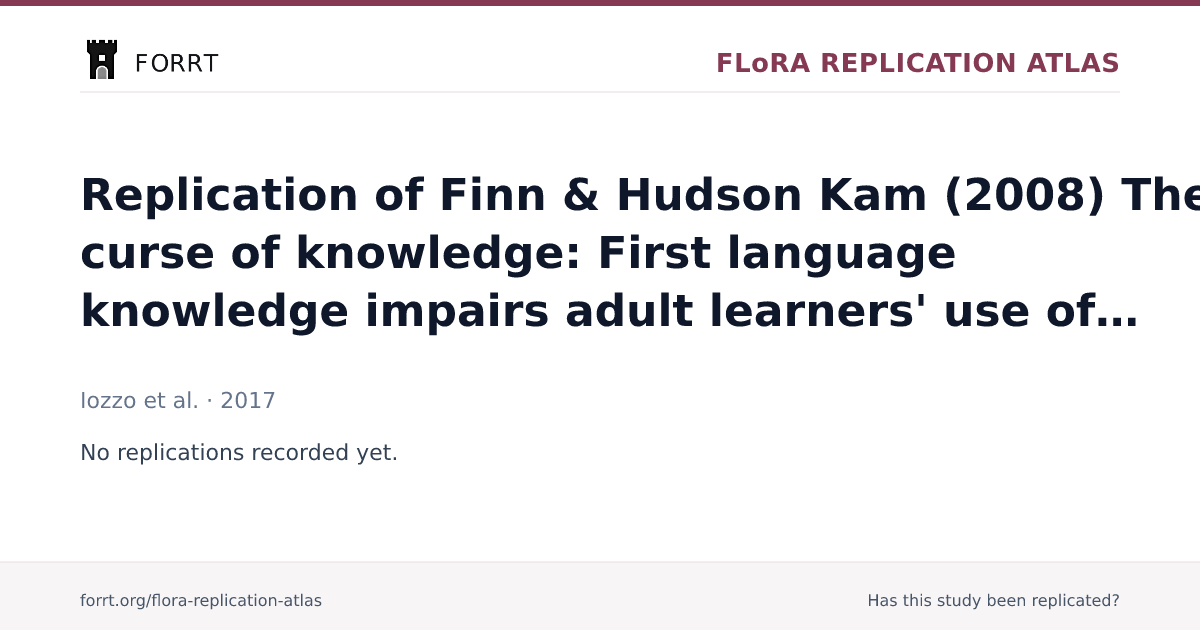 FORRT
FLoRA REPLICATION ATLAS
Replication of Finn & Hudson Kam (2008) The
curse of knowledge: First language
knowledge impairs adult learners' use of…
Iozzo et al. · 2017
No replications recorded yet.
forrt.org/flora-replication-atlas
Has this study been replicated?